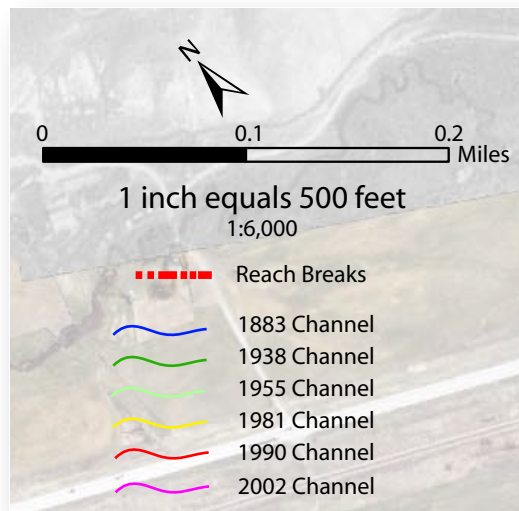 N
0 0.1 0.2
Miles
1 inch equals 500 feet
1:6,000
Reach Breaks
1883 Channel
1938 Channel
1955 Channel
1981 Channel
1990 Channel
2002 Channel